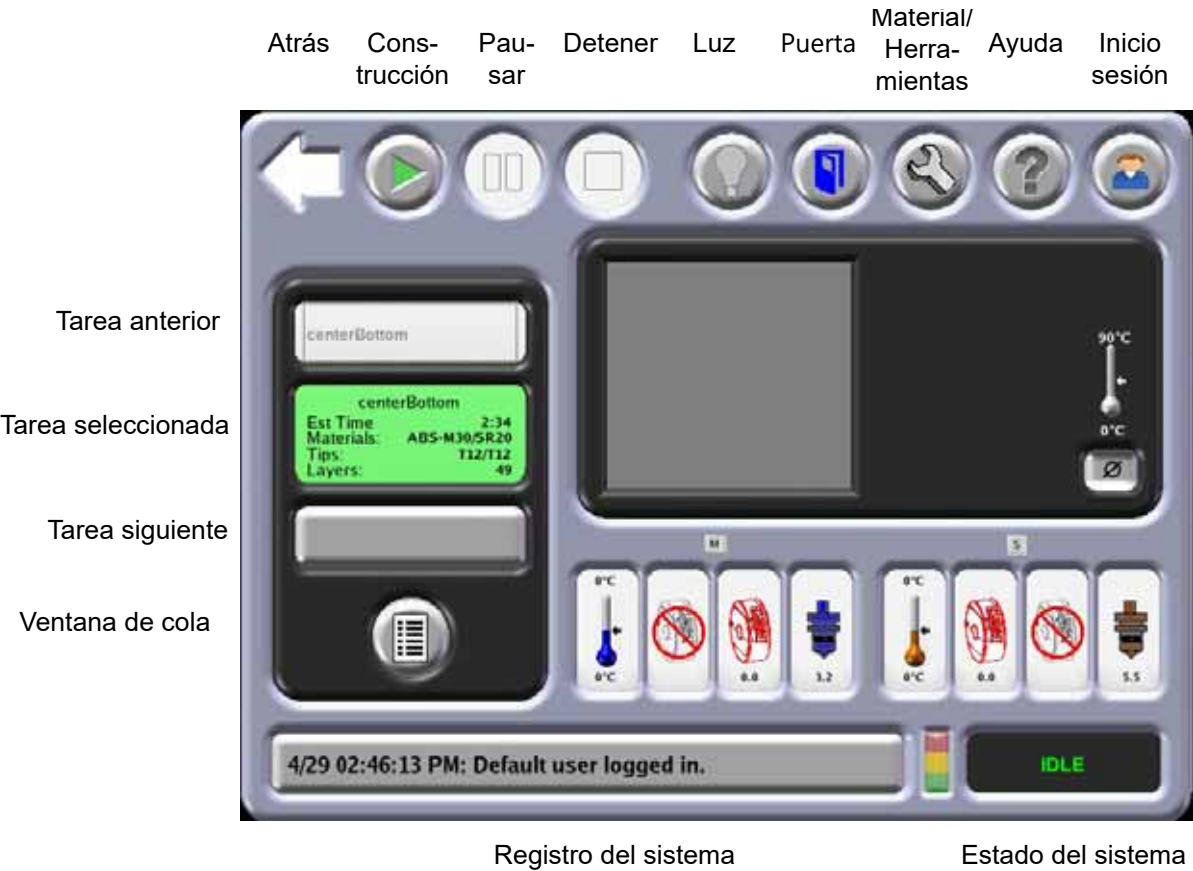 Material/
Atrás Cons- Pau- Detener Luz Puerta Herra- Ayuda Inicio
trucción sar mientas sesión
Tarea anterior
centerBottom
90°C
0°C
Tarea seleccionada
centerBottom
Est Time 2:34
Materials: ABS-M30/SR20
Tips: T12/T12
Layers: 49
Tarea siguiente
M S
Ventana de cola
0°C 0°C
0°C 0.0 3.2 0°C 0.0 5.5
4/29 02:46:13 PM: Default user logged in. IDLE
Registro del sistema Estado del sistema